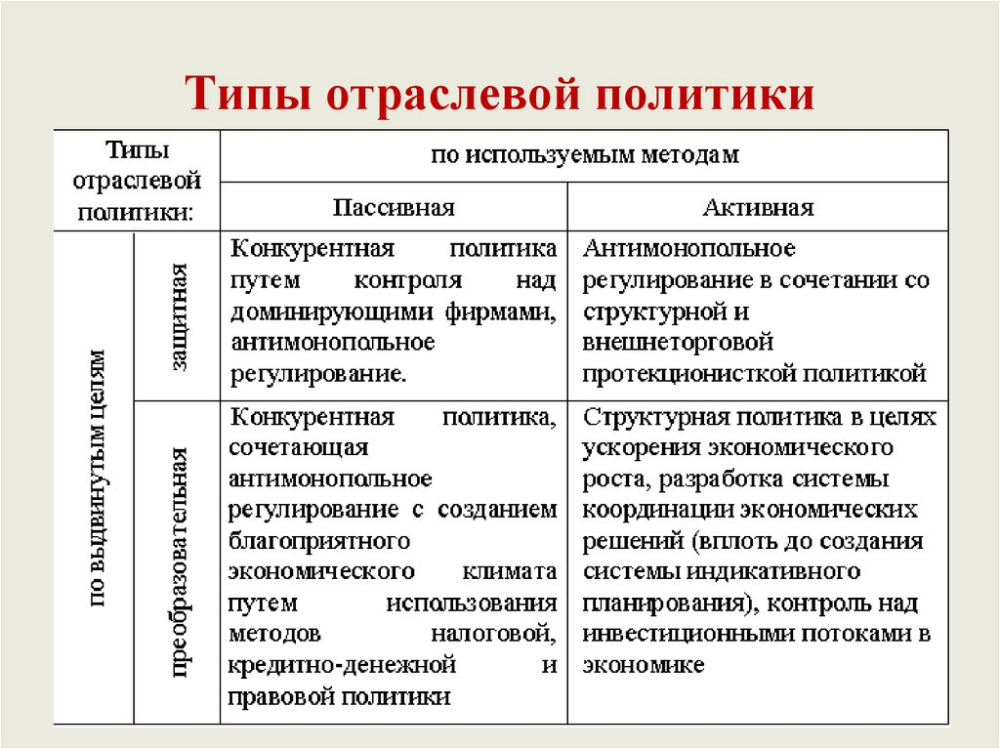 Типы отраслевой политики
Типы
отраслевой
политики:
по используемым методам
Пассивная
Активная
по выдвинутым целям
защитная
Конкурентная политика
путем контроля над
доминирующими фирмами,
антимонопольное
регулирование.
Антимонопольное
регулирование в сочетании со
структурной и
внешнеторговой
протекционисткой политикой
преобразовательная
Конкурентная политика,
сочетающая
антимонопольное
регулирование с созданием
благоприятного
экономического климата
путем использования
методов налоговой,
кредитно-денежной и
правовой политики
Структурная политика в целях
ускорения экономического
роста, разработка системы
координации экономических
решений (вплоть до создания
системы индикативного
планирования), контроль над
инвестиционными потоками в
экономике